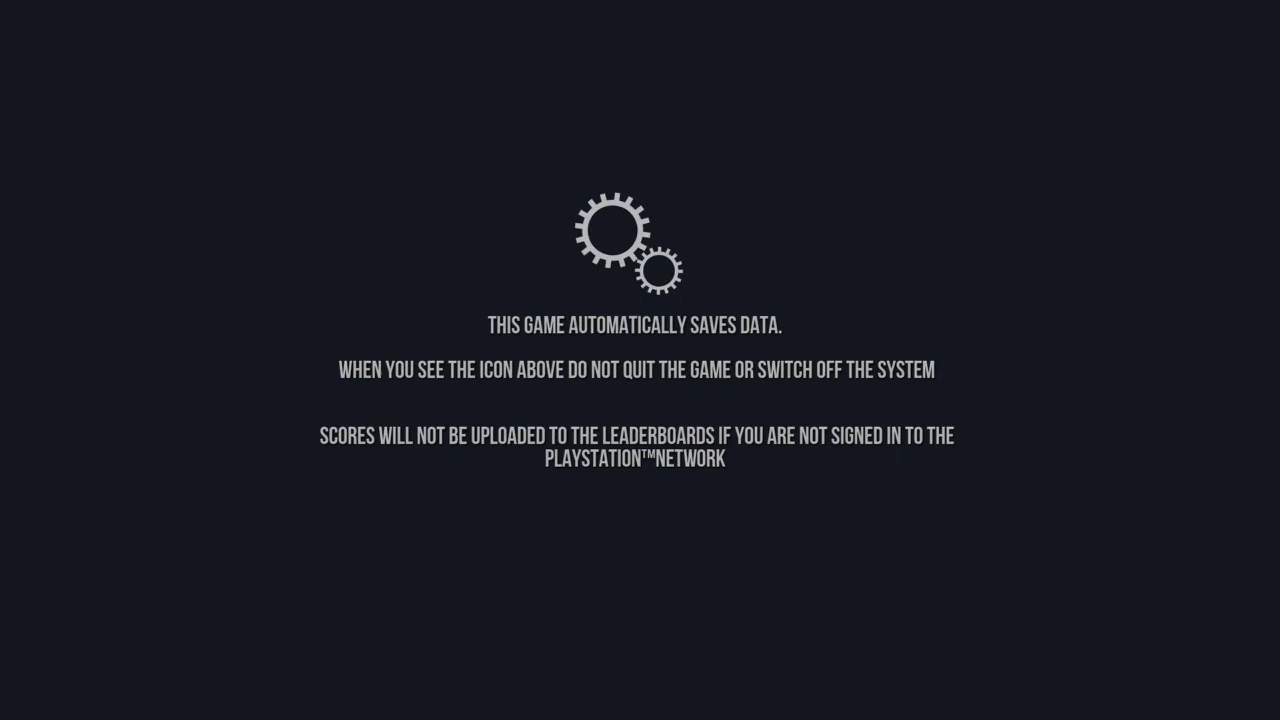 THIS GAME AUTOMATICALLY SAVES DATA.
WHEN YOU SEE THE ICON ABOVE DO NOT QUIT THE GAME OR SWITCH OFF THE SYSTEM
SCORES WILL NOT BE UPLOADED TO THE LEADERBOARDS IF YOU ARE NOT SIGNED IN TO THE
PLAYSTATION™NETWORK